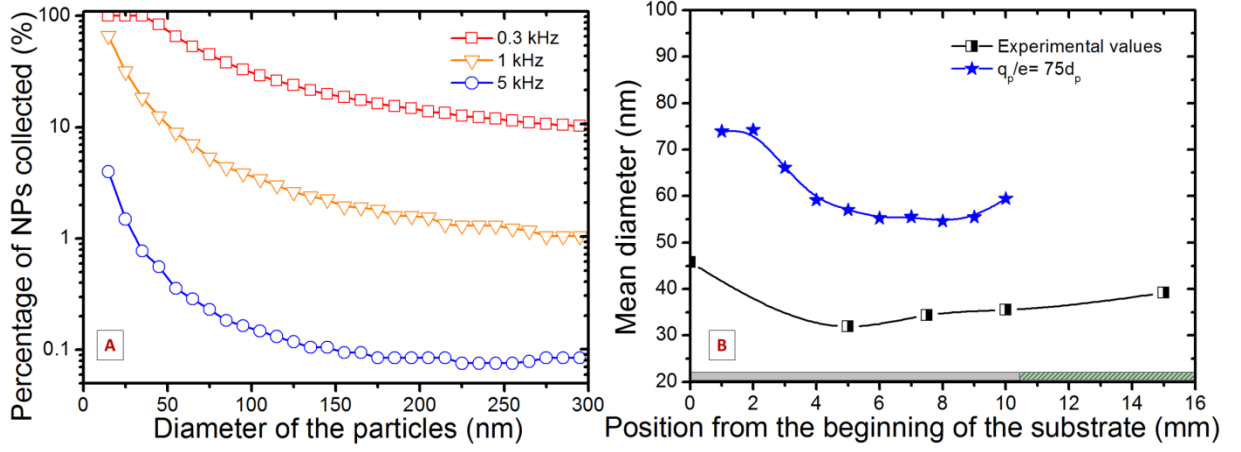 Percentage of NPs collected (%)
100
10
1
0.1
0.3 kHz
1 kHz
5 kHz
A
0 50 100 150 200 250 300
Diameter of the particles (nm)
Mean diameter (nm)
100
90
80
70
60
50
40
30
20
Experimental values
q_p/e= 75d_p
B
0 2 4 6 8 10 12 14 16
Position from the beginning of the substrate (mm)